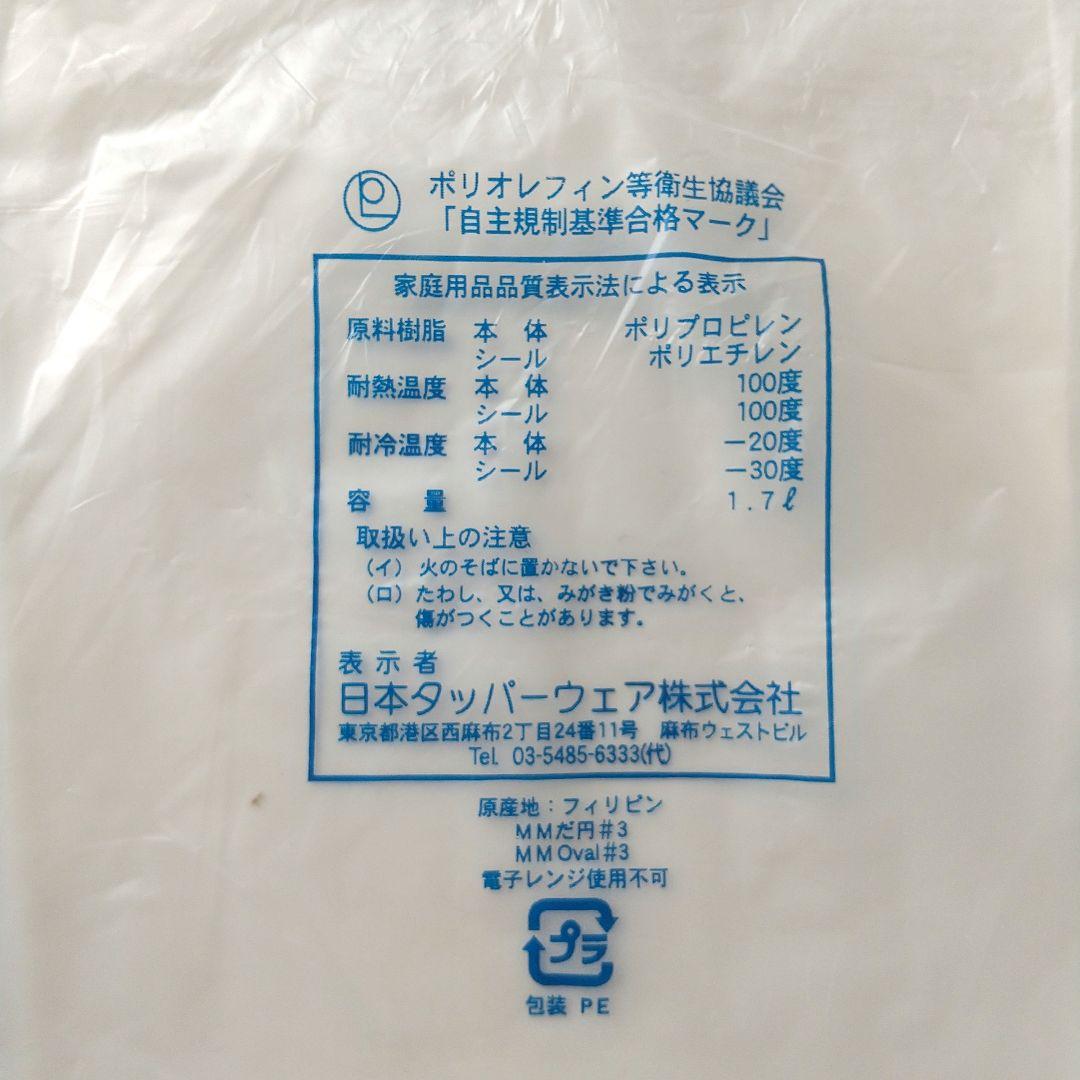 PL ポリオレフィン等衛生協議会
「自主規制基準合格マーク」
家庭用品品質表示法による表示
原料樹脂 本 体 ポリプロピレン
シール ポリエチレン
耐熱温度 本 体 100度
シール 100度
耐冷温度 本 体 −20度
シール −30度
容 量 1.7ℓ
取扱い上の注意
（イ）火のそばに置かないで下さい。
（ロ）たわし、又は、みがき粉でみがくと、
傷がつくことがあります。
表 示 者
日本タッパーウェア株式会社
東京都港区西麻布2丁目24番11号 麻布ウェストビル
Tel. 03-5485-6333(代)
原産地：フィリピン
MMだ円#3
MM Oval#3
電子レンジ使用不可
プラ
包装 PE